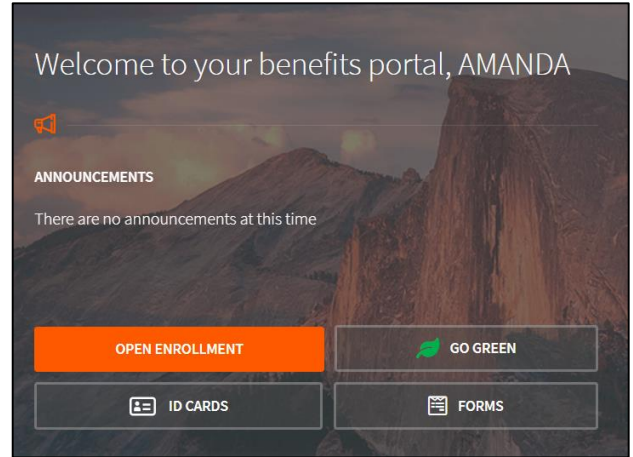 Welcome to your benefits portal, AMANDA
ANNOUNCEMENTS
There are no announcements at this time
OPEN ENROLLMENT
GO GREEN
ID CARDS
FORMS